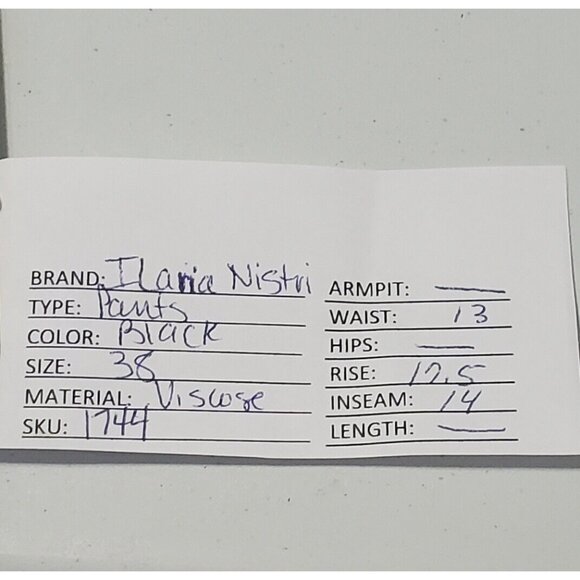 BRAND: Ilaria Nistri
TYPE: Pants
COLOR: Black
SIZE: 38
MATERIAL: Viscose
SKU: 1744
ARMPIT: —
WAIST: 13
HIPS: —
RISE: 17.5
INSEAM: 14
LENGTH: —